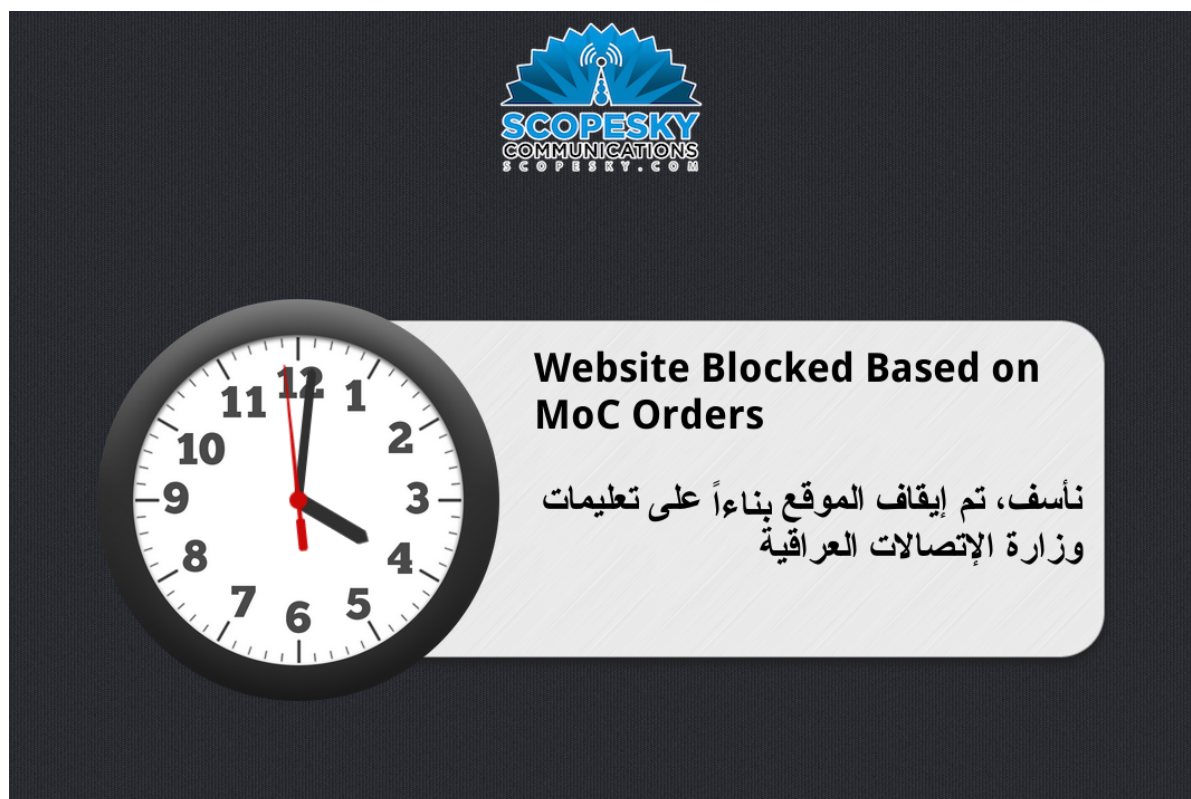 SCOPESKY
COMMUNICATIONS
SCOPESKY.COM
Website Blocked Based on
MoC Orders
نأسف، تم إيقاف الموقع بناءاً على تعليمات
وزارة الإتصالات العراقية
12
1
2
3
4
5
6
7
8
9
10
11